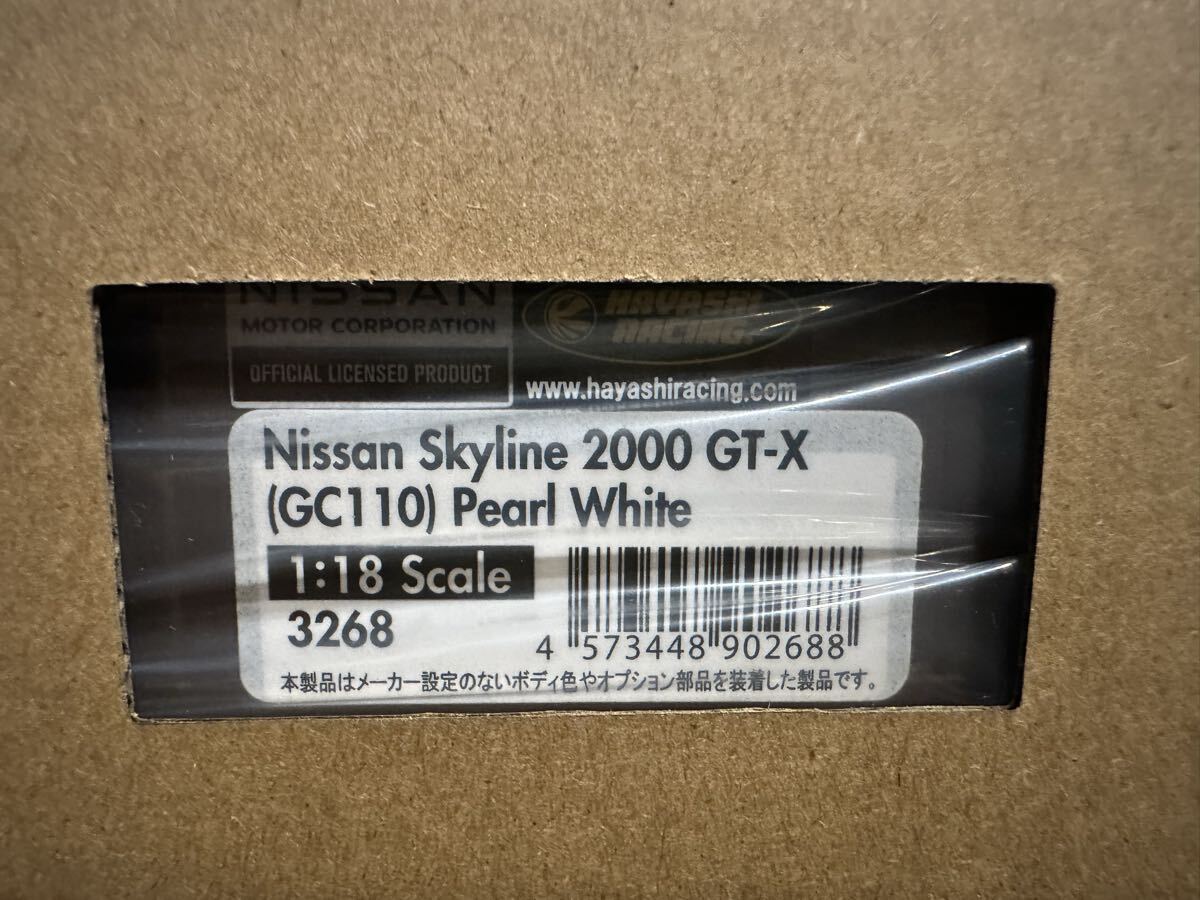 NISSAN
MOTOR CORPORATION
OFFICIAL LICENSED PRODUCT
HAYASHI
RACING.
www.hayashiracing.com
Nissan Skyline 2000 GT-X
(GC110) Pearl White
1:18 Scale
3268
4 573448 902688
本製品はメーカー設定のないボディ色やオプション部品を装着した製品です。